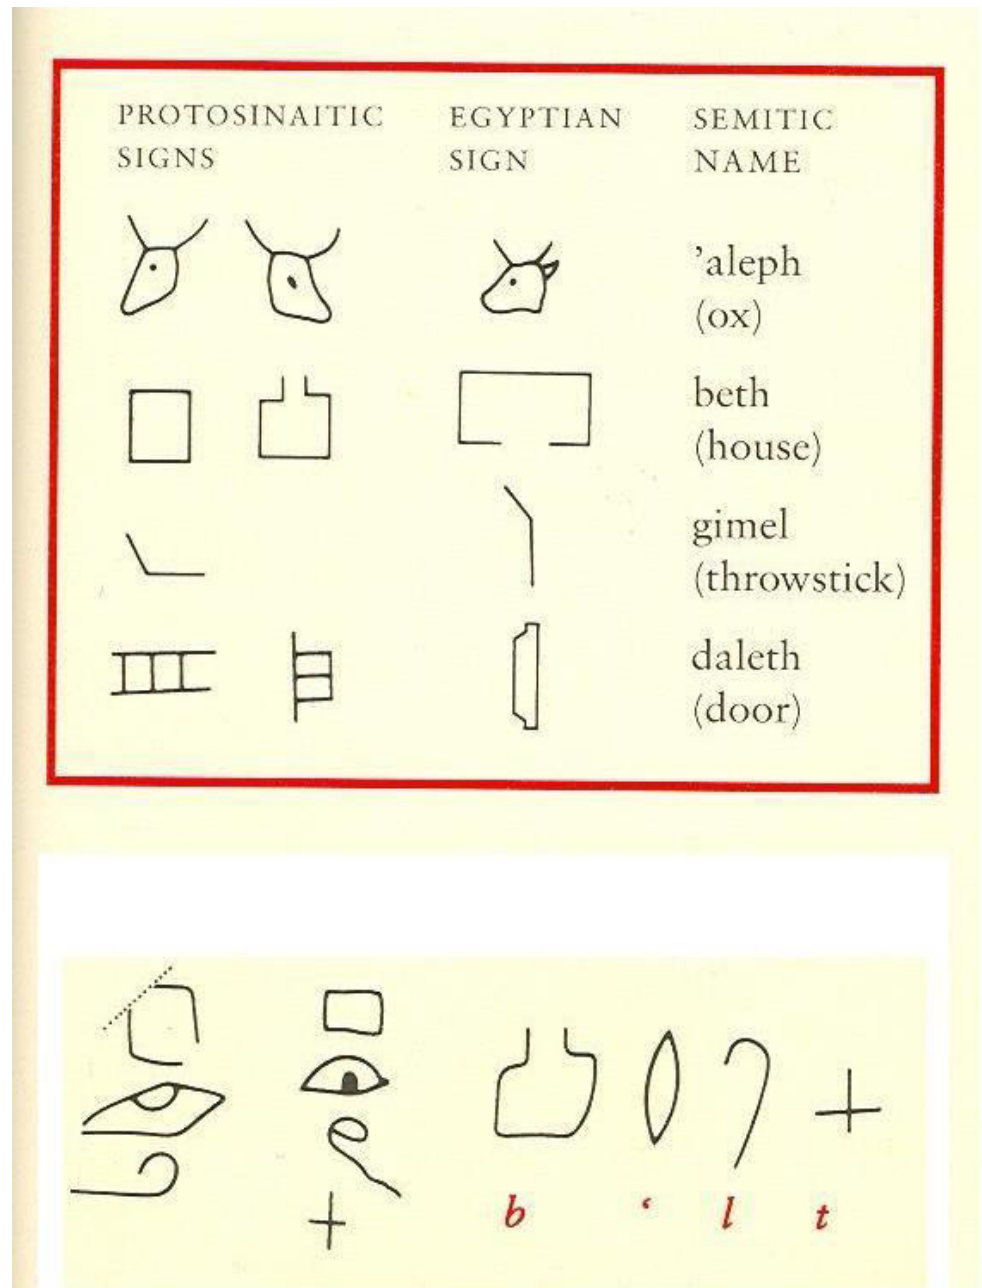 PROTOSINAITIC SIGNS
EGYPTIAN SIGN
SEMITIC NAME
’aleph
(ox)
beth
(house)
gimel
(throwstick)
daleth
(door)
b ‘ l t